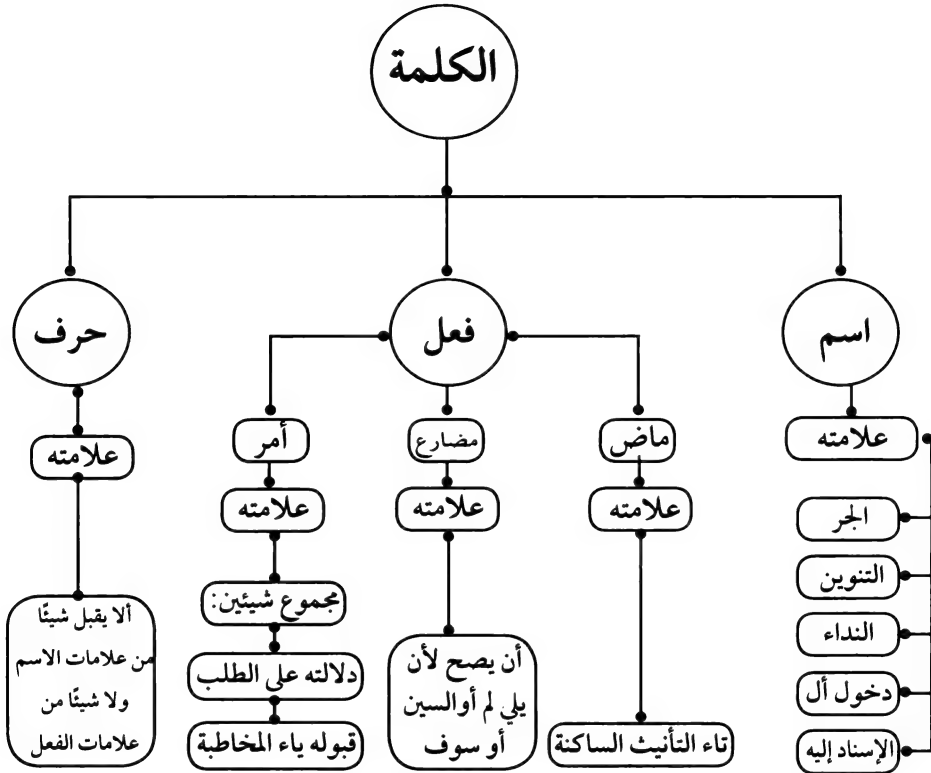 الكلمة
اسم
علامته
الجر
التنوين
النداء
دخول أل
الإسناد إليه
فعل
ماض
علامته
تاء التأنيث الساكنة
مضارع
علامته
أن يصح لأن
يلي لم أو السين
أو سوف
أمر
علامته
مجموع شيئين:
دلالته على الطلب
قبوله ياء المخاطبة
حرف
علامته
ألا يقبل شيئًا
من علامات الاسم
ولا شيئًا من
علامات الفعل